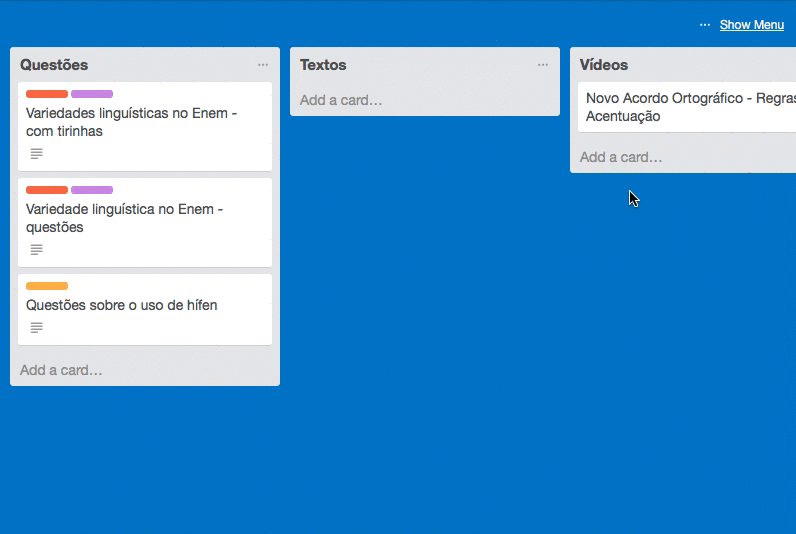 ... Show Menu
Questões ...
Variedades linguísticas no Enem -
com tirinhas
Variedade linguística no Enem -
questões
Questões sobre o uso de hífen
Add a card…
Textos ...
Add a card…
Vídeos
Novo Acordo Ortográfico - Regras
Acentuação
Add a card…